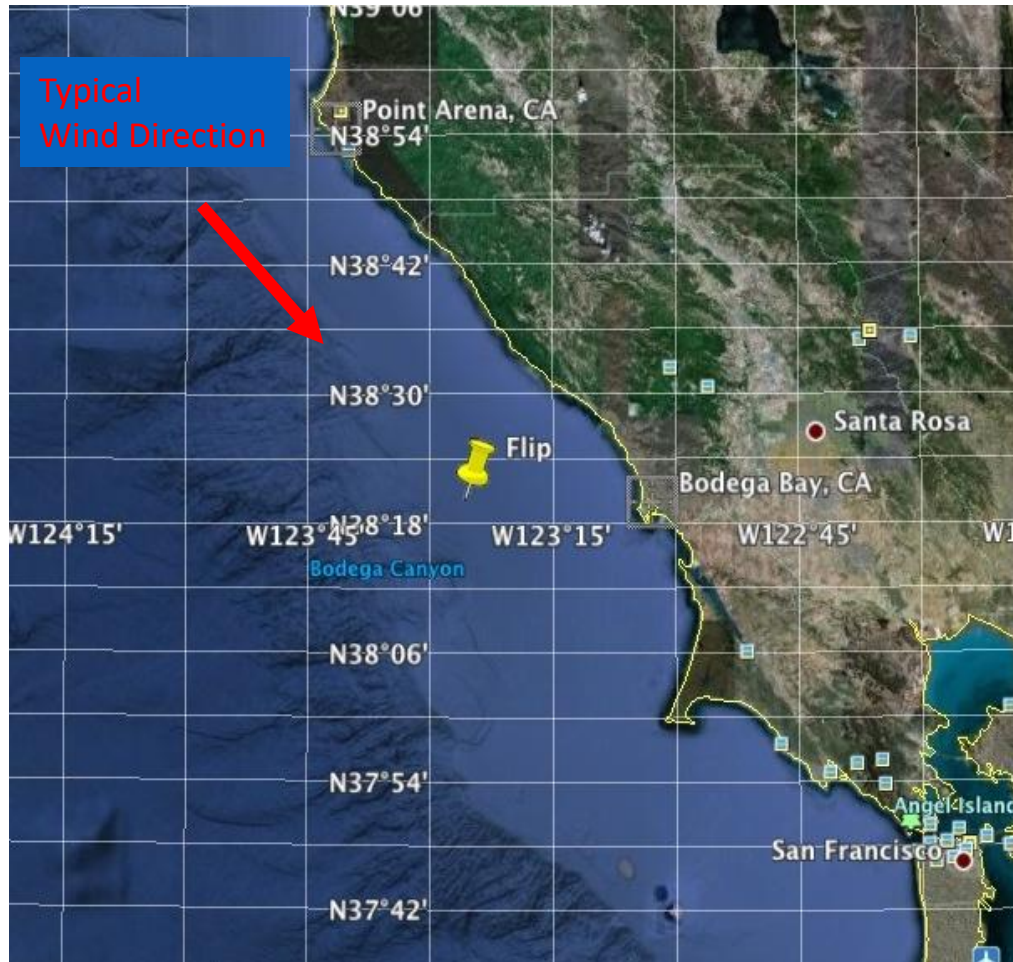 N39°06'
Typical
Wind Direction
Point Arena, CA
N38°54'
N38°42'
N38°30'
Santa Rosa
Flip
Bodega Bay, CA
N38°18'
W124°15'
W123°45'
W123°15'
W122°45'
Bodega Canyon
N38°06'
N37°54'
Angel Island
San Francisco
N37°42'